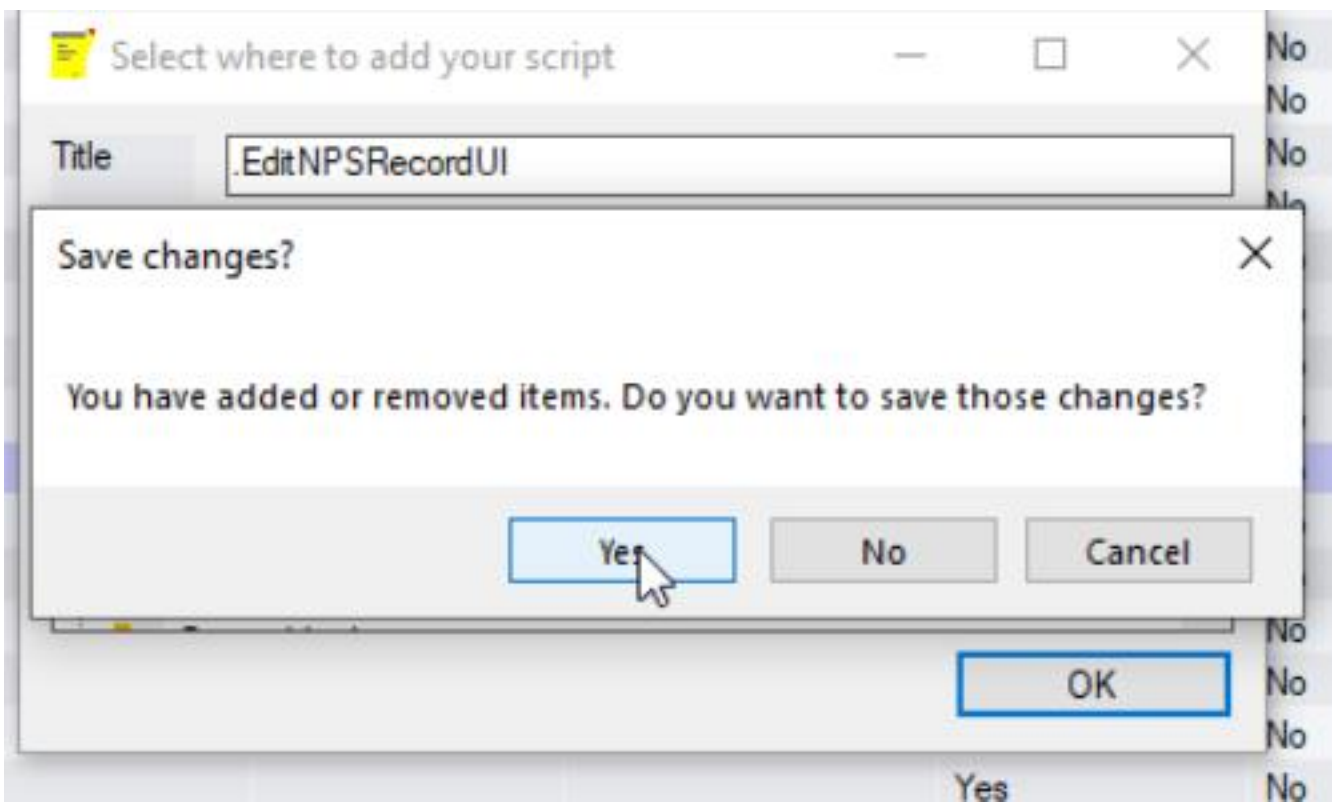 Select where to add your script
No
No
Title
.EditNPSRecordUI
No
Save changes?
You have added or removed items. Do you want to save those changes?
Yes
No
Cancel
No
OK
No
No
Yes
No